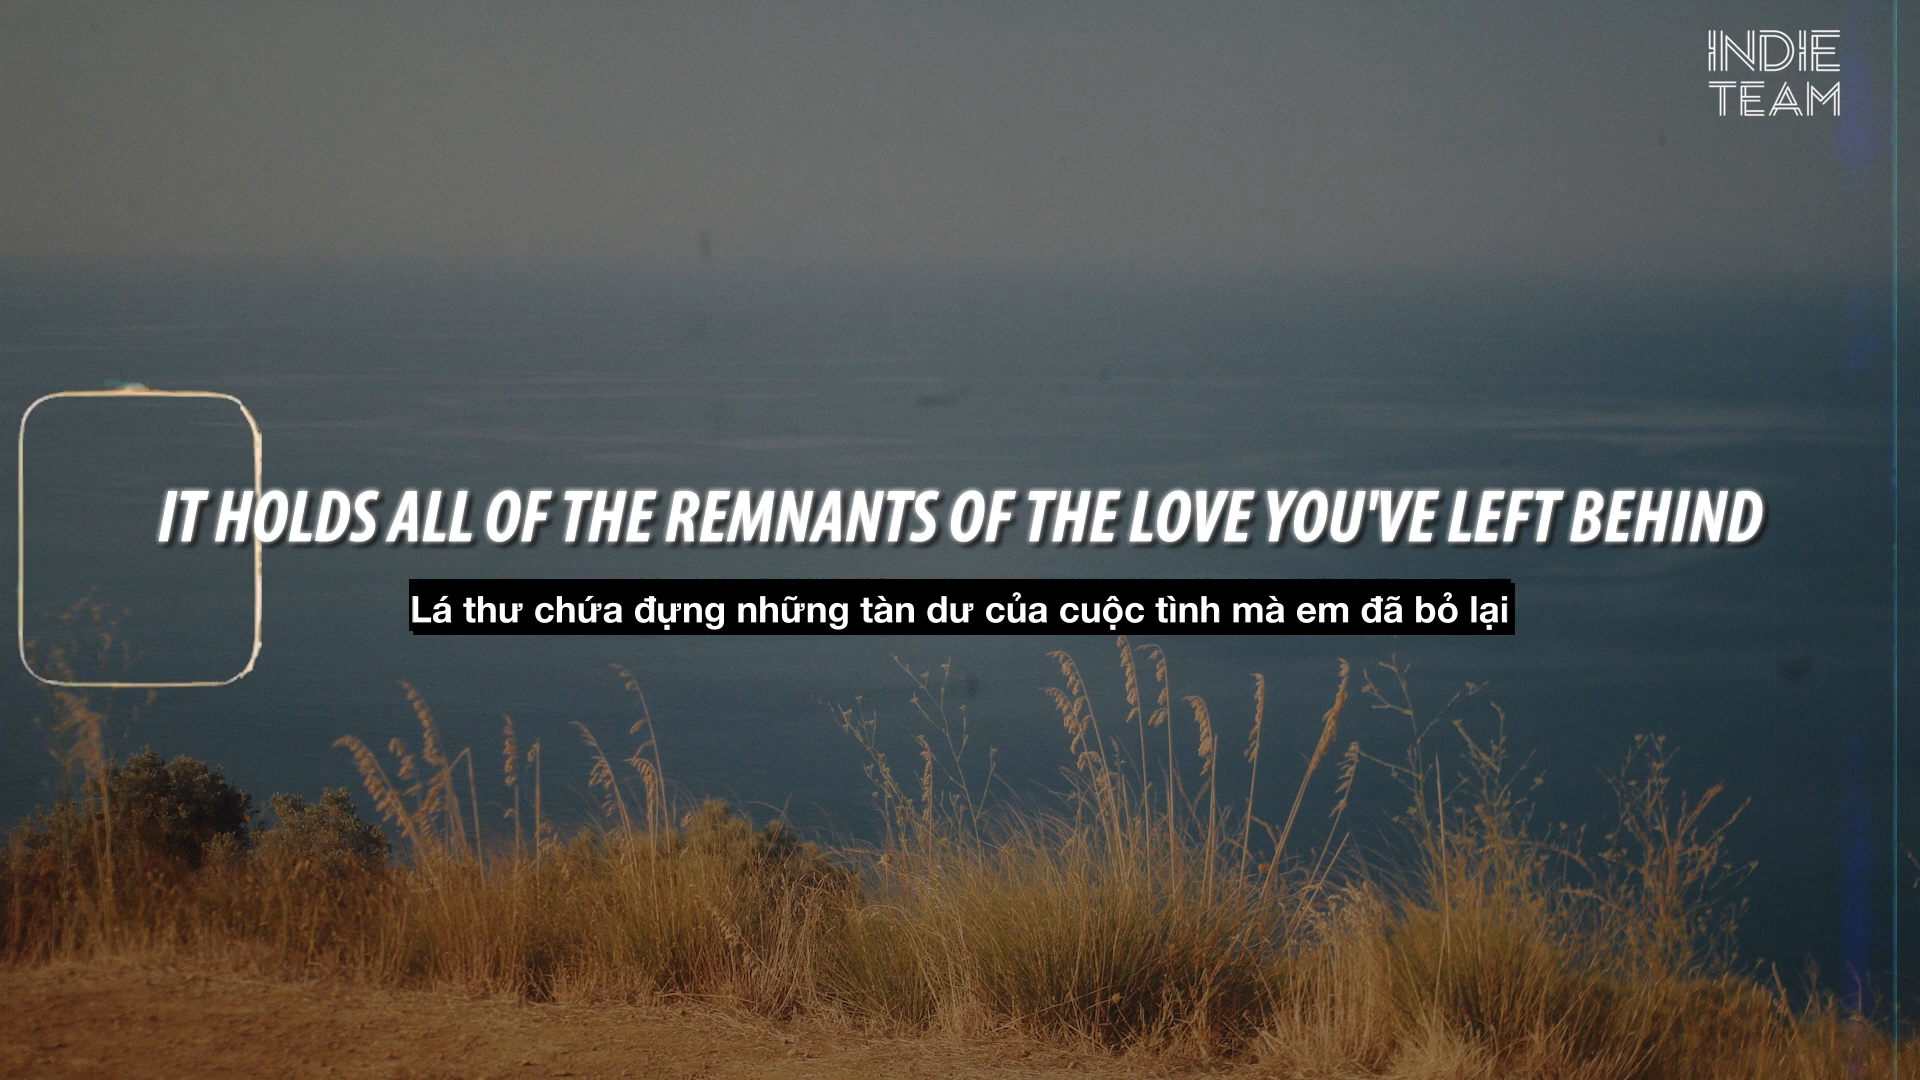 INDIE
TEAM
IT HOLDS ALL OF THE REMNANTS OF THE LOVE YOU'VE LEFT BEHIND
Lá thư chứa đựng những tàn dư của cuộc tình mà em đã bỏ lại